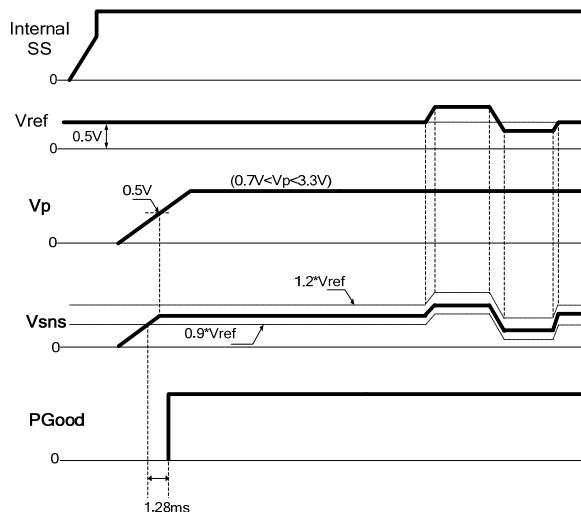 Internal
SS
0
Vref
0.5V
0
(0.7V<Vp<3.3V)
0.5V
Vp
0
1.2*Vref
Vsns
0.9*Vref
0
PGood
0
1.28ms